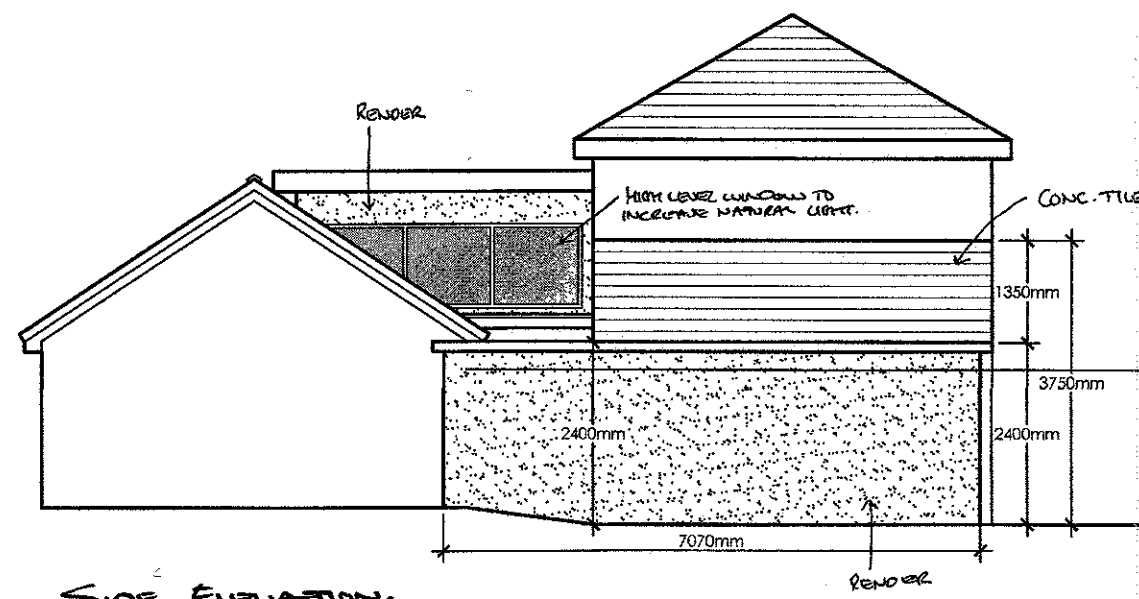 RENDER
HIGH LEVEL WINDOW TO
INCREASE NATURAL LIGHT.
CONC. TILE
1350mm
3750mm
2400mm
2400mm
7070mm
RENDER
SIDE ELEVATION.